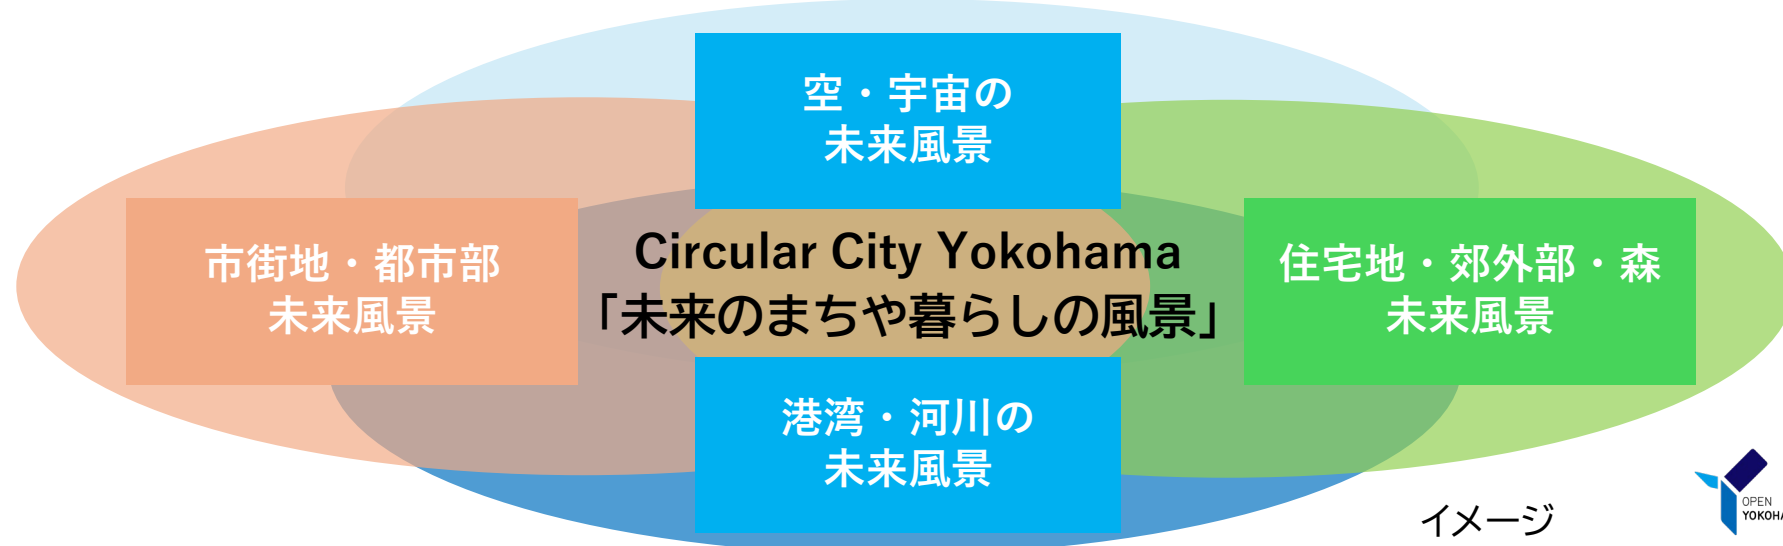 空・宇宙の
未来風景
市街地・都市部
未来風景
Circular City Yokohama
「未来のまちや暮らしの風景」
住宅地・郊外部・森
未来風景
港湾・河川の
未来風景
イメージ
OPEN